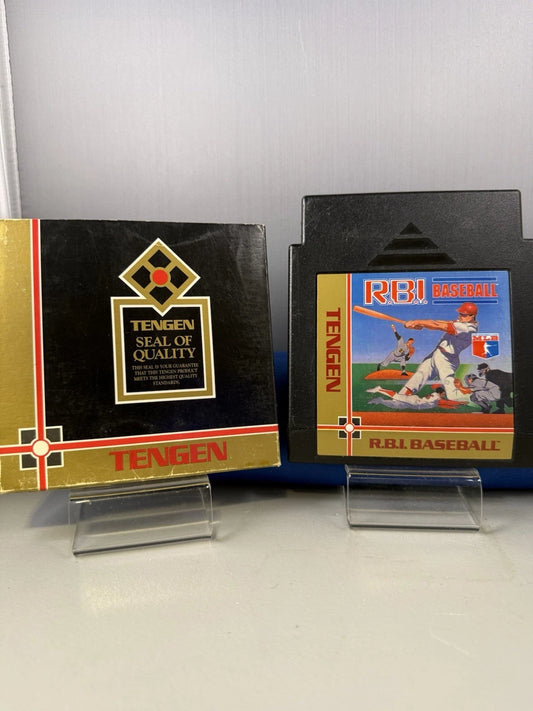 TENGEN
SEAL OF
QUALITY
THIS SEAL IS YOUR GUARANTEE
THAT THIS TENGEN PRODUCT
MEETS THE HIGHEST QUALITY
STANDARDS.
TENGEN
R.B.I.
BASEBALL
TENGEN
R.B.I. BASEBALL